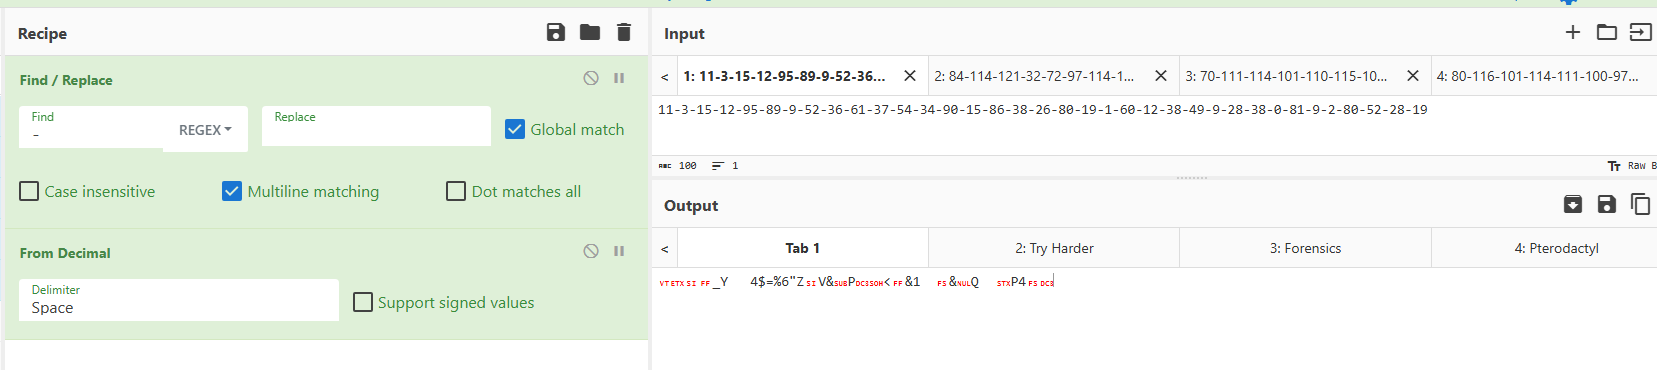 Recipe
Find / Replace
Find
-
REGEX
Replace
Global match
Case insensitive
Multiline matching
Dot matches all
From Decimal
Delimiter
Space
Support signed values
Input
<
1: 11-3-15-12-95-89-9-52-36...
2: 84-114-121-32-72-97-114-1...
3: 70-111-114-101-110-115-10...
4: 80-116-101-114-111-100-97...
11-3-15-12-95-89-9-52-36-61-37-54-34-90-15-86-38-26-80-19-1-60-12-38-49-9-28-38-0-81-9-2-80-52-28-19
ABC 100 1
Raw B
Output
<
Tab 1
2: Try Harder
3: Forensics
4: Pterodactyl
VT ETX SI FF _Y 4$=%6"Z SI V& SUB P DC3 SOH < FF &1 FS & NUL Q STX P4 FS DC3